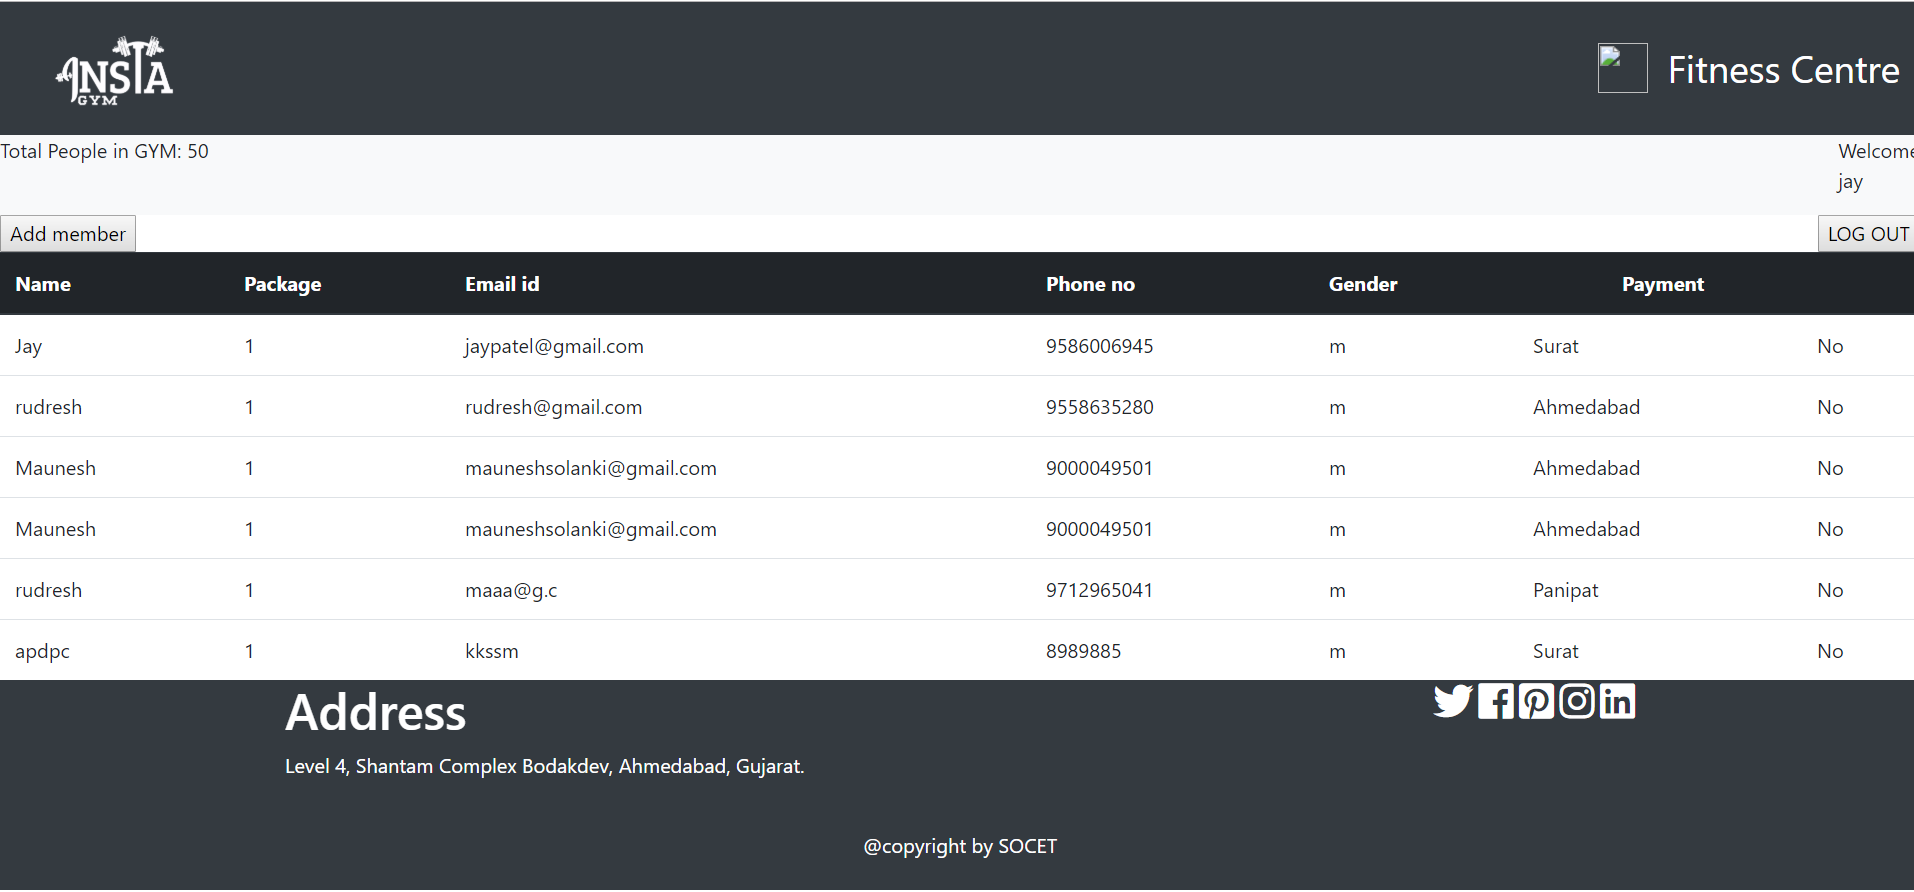 INSTA
GYM
Fitness Centre
Total People in GYM: 50
Welcome
jay
Add member
LOG OUT
Name Package Email id Phone no Gender Payment
Jay 1 jaypatel@gmail.com 9586006945 m Surat No
rudresh 1 rudresh@gmail.com 9558635280 m Ahmedabad No
Maunesh 1 mauneshsolanki@gmail.com 9000049501 m Ahmedabad No
Maunesh 1 mauneshsolanki@gmail.com 9000049501 m Ahmedabad No
rudresh 1 maaa@g.c 9712965041 m Panipat No
apdpc 1 kkssm 8989885 m Surat No
Address
Level 4, Shantam Complex Bodakdev, Ahmedabad, Gujarat.
@copyright by SOCET